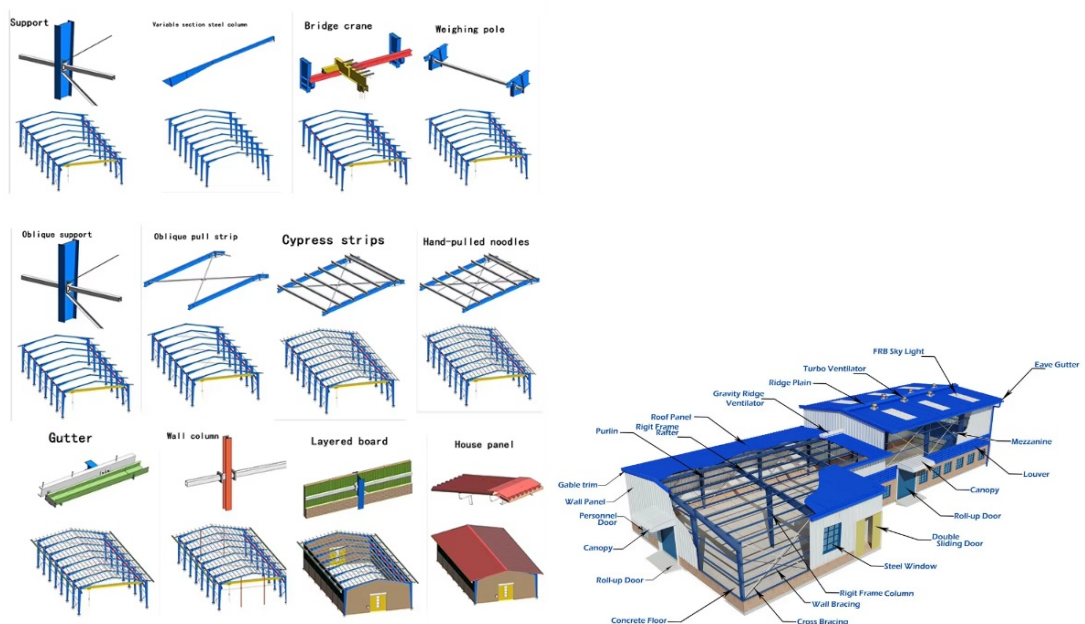 Support
Variable section steel column
Bridge crane
Weighing pole
Oblique support
Oblique pull strip
Cypress strips
Hand-pulled noodles
Gutter
Wall column
Layered board
House panel
FRB Sky Light
Turbo Ventilator
Eave Gutter
Ridge Plain
Gravity Ridge
Ventilator
Roof Panel
Rigit Frame
Rafter
Purlin
Mezzanine
Gable trim
Louver
Wall Panel
Canopy
Personnel
Door
Roll-up Door
Canopy
Double
Sliding Door
Steel Window
Roll-up Door
Rigit Frame Column
Wall Bracing
Concrete Floor
Cross Bracing